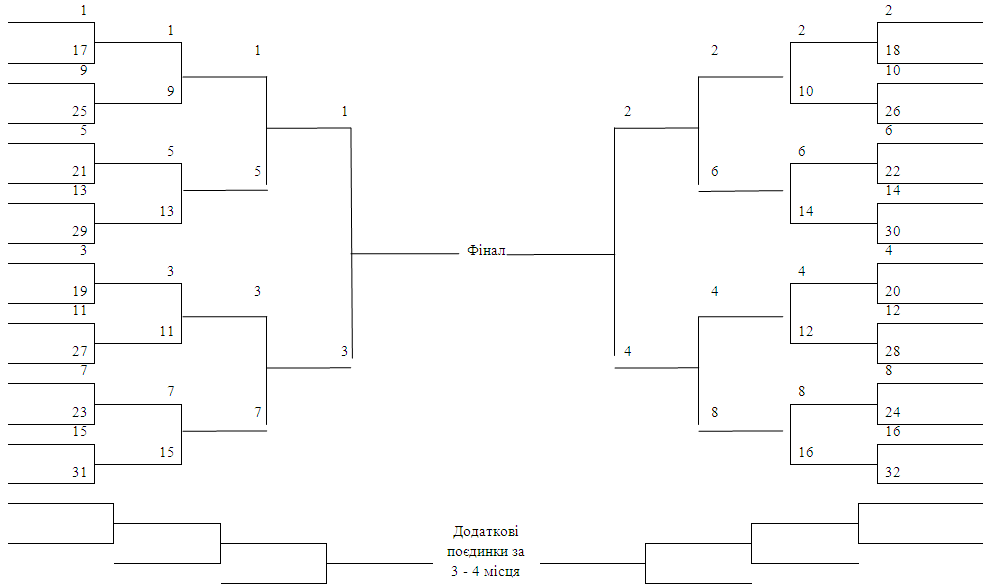 1 2
1 2
17 1 2 18
9 10
9 10
25 1 2 26
5 6
5 6
21 5 6 22
13 14
13 14
29 30
Фінал
3 4
3 4
19 3 4 20
11 12
11 12
27 3 4 28
7 8
7 8
23 7 8 24
15 16
15 16
31 32
Додаткові
поєдинки за
3 - 4 місця